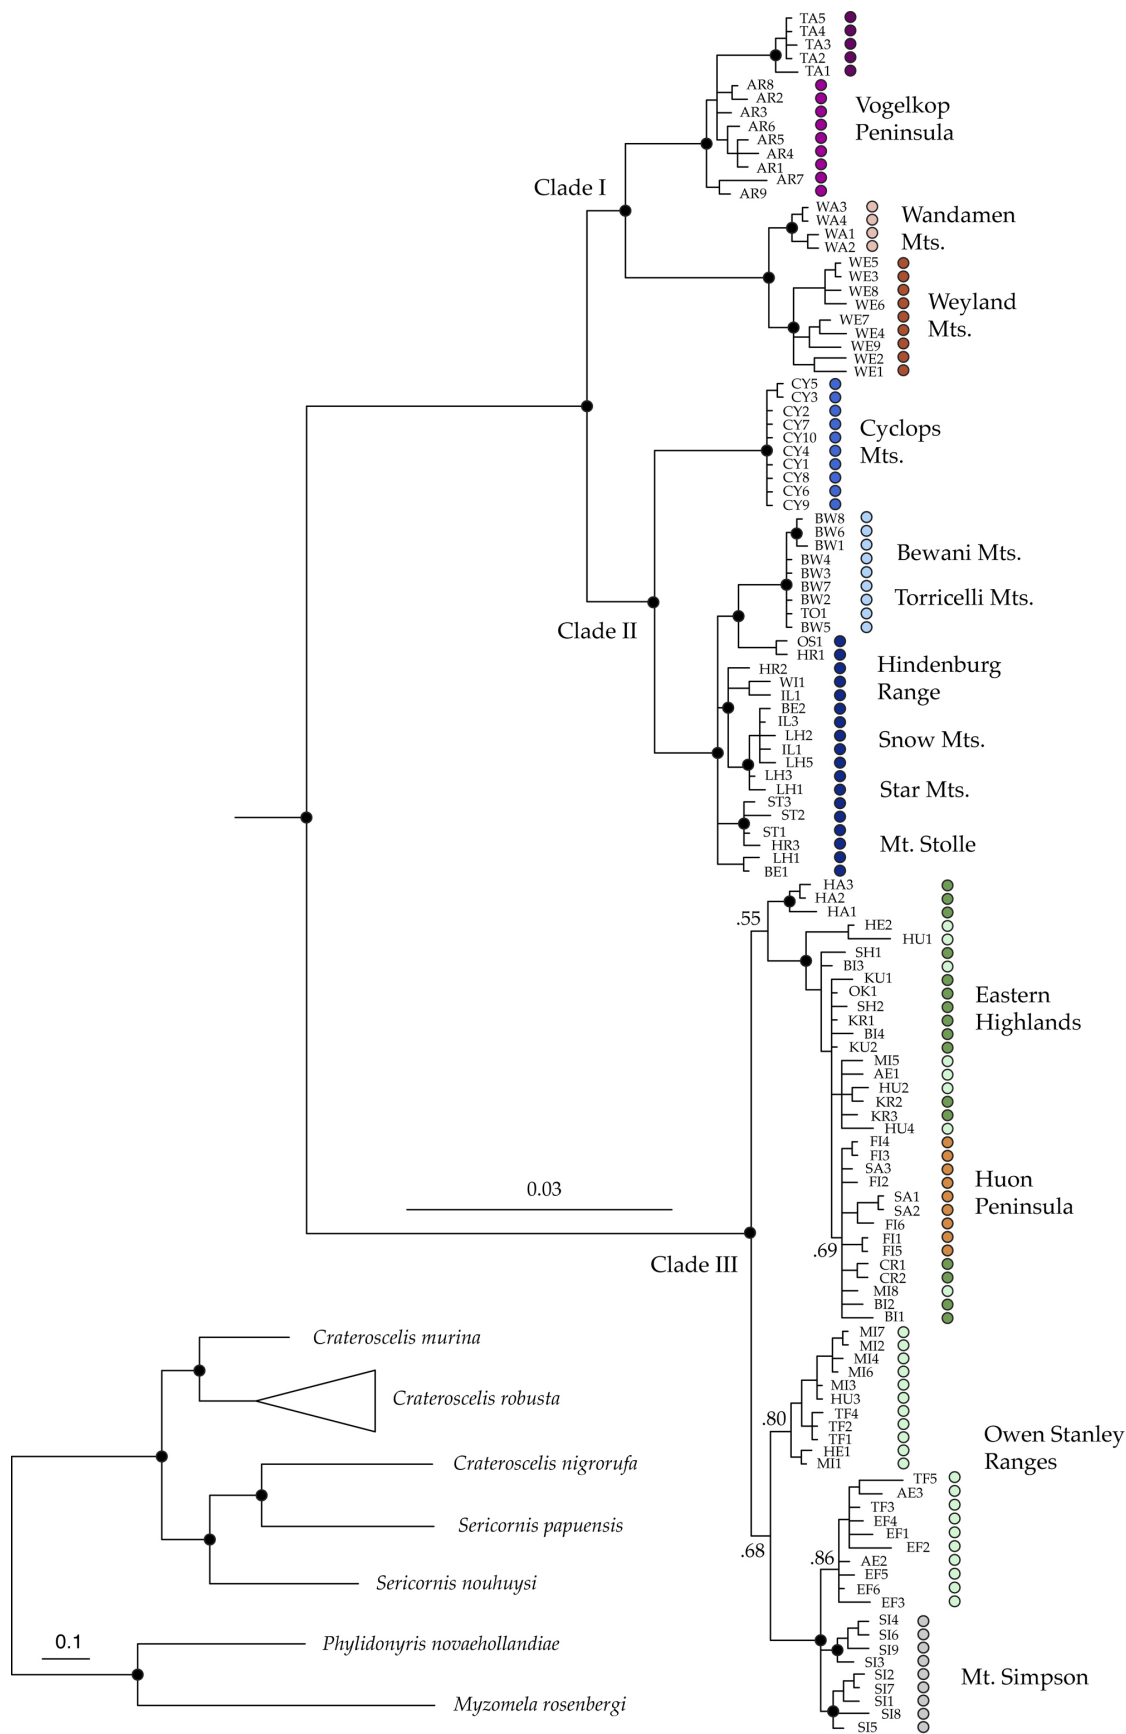 TA5
TA4
TA3
TA2
TA1
AR8
AR2
AR3
AR6
AR5
AR4
AR1
AR7
AR9
Vogelkop
Peninsula
Clade I
WA3
WA4
WA1
WA2
Wandamen
Mts.
WE5
WE3
WE8
WE6
WE7
WE4
WE9
WE2
WE1
Weyland
Mts.
CY5
CY3
CY2
CY7
CY10
CY4
CY1
CY8
CY6
CY9
Cyclops
Mts.
BW8
BW6
BW1
BW4
BW3
BW7
BW2
TO1
BW5
Bewani Mts.
Torricelli Mts.
Clade II
OS1
HR1
HR2
WI1
IL1
BE2
IL3
LH2
IL1
LH5
LH3
LH1
ST3
ST2
ST1
HR3
LH1
BE1
Hindenburg
Range
Snow Mts.
Star Mts.
Mt. Stolle
.55
HA3
HA2
HA1
HE2
HU1
SH1
BI3
KU1
OK1
SH2
KR1
BI4
KU2
MI5
AE1
HU2
KR2
KR3
HU4
Eastern
Highlands
FI4
FI3
SA3
FI2
SA1
SA2
FI6
FI1
FI5
CR1
CR2
MI8
BI2
BI1
Huon
Peninsula
.69
0.03
Clade III
MI7
MI2
MI4
MI6
MI3
HU3
TF4
TF2
TF1
HE1
MI1
.80
Owen Stanley
Ranges
TF5
AE3
TF3
EF4
EF1
EF2
AE2
EF5
EF6
EF3
.68
.86
SI4
SI6
SI9
SI3
SI2
SI7
SI1
SI8
SI5
Mt. Simpson
Crateroscelis murina
Crateroscelis robusta
Crateroscelis nigrorufa
Sericornis papuensis
Sericornis nouhuysi
Phylidonyris novaehollandiae
Myzomela rosenbergi
0.1